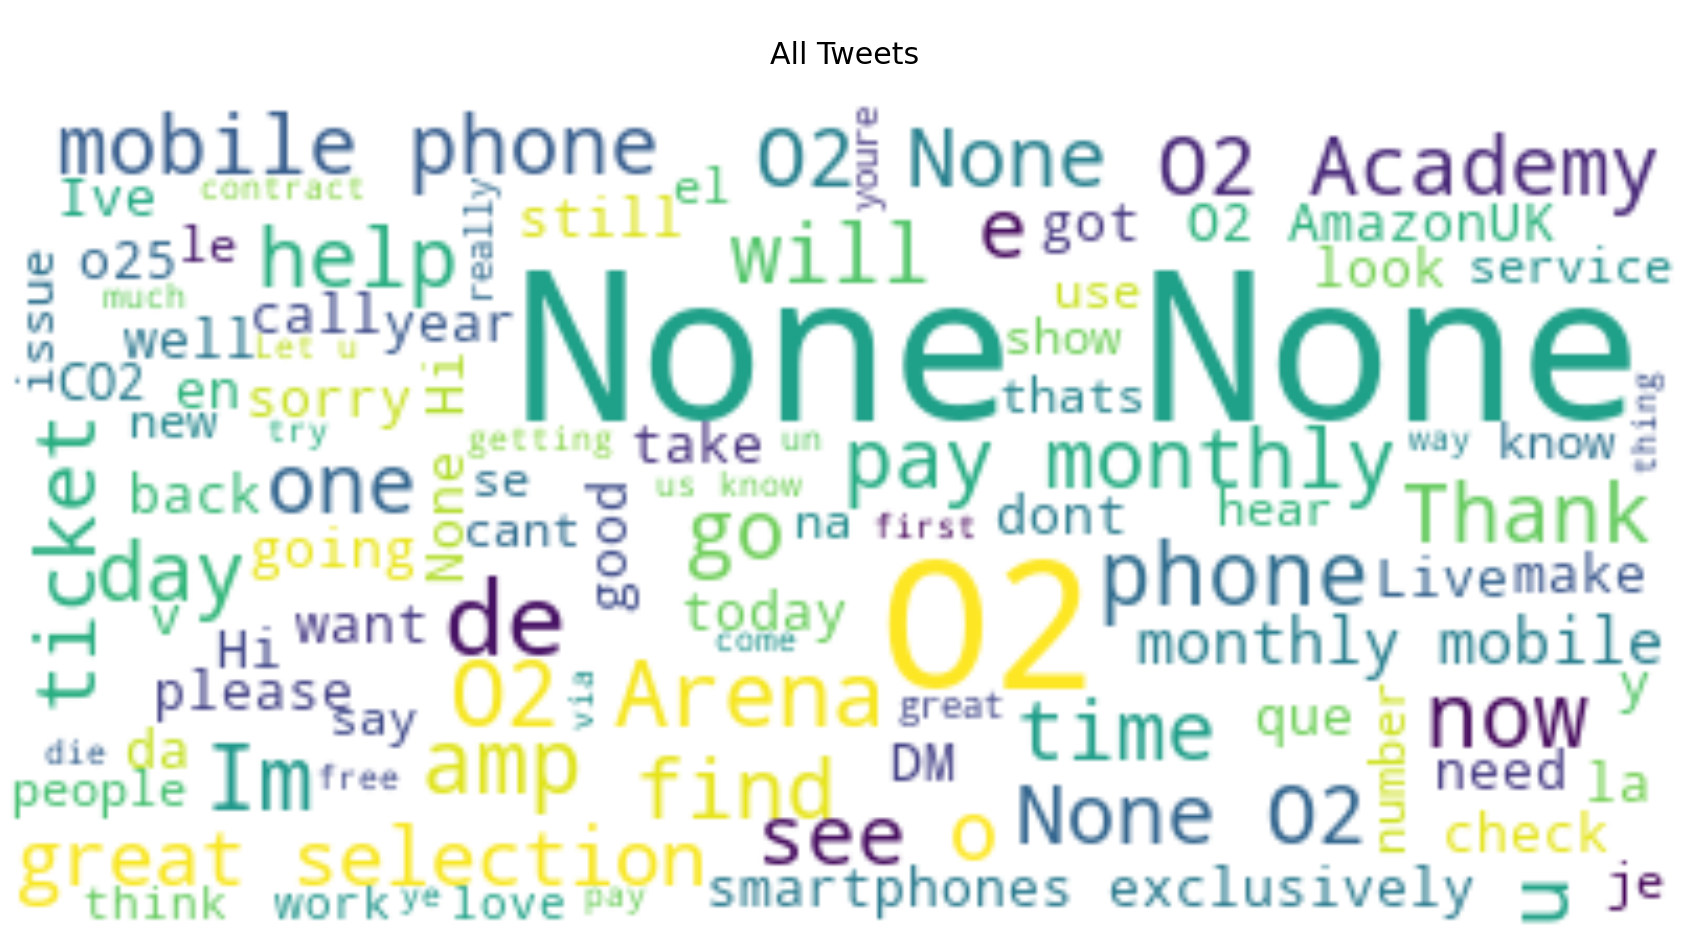 All Tweets
mobile phone
O2 None
youre
O2 Academy
Ive
contract
really
still
el
e
got
O2 AmazonUK
o25
le
help
will
look
service
issue
much
call
year
None None
use
well
Let u
show
CO2
en
sorry
Hi
thats
thing
new
try
getting
take
un
pay monthly
way
know
ticket
back
one
None
se
us know
good
cant
go
na
first
dont
hear
Thank
day
going
O2
phone
Live
make
v
want
de
today
come
monthly mobile
Hi
please
say
O2 Arena
via
great
time
que
number
now
y
die
da
people
Im
free
amp
find
DM
need
la
None O2
great selection
see
o
check
think
work
ye
love
pay
smartphones exclusively
u
je